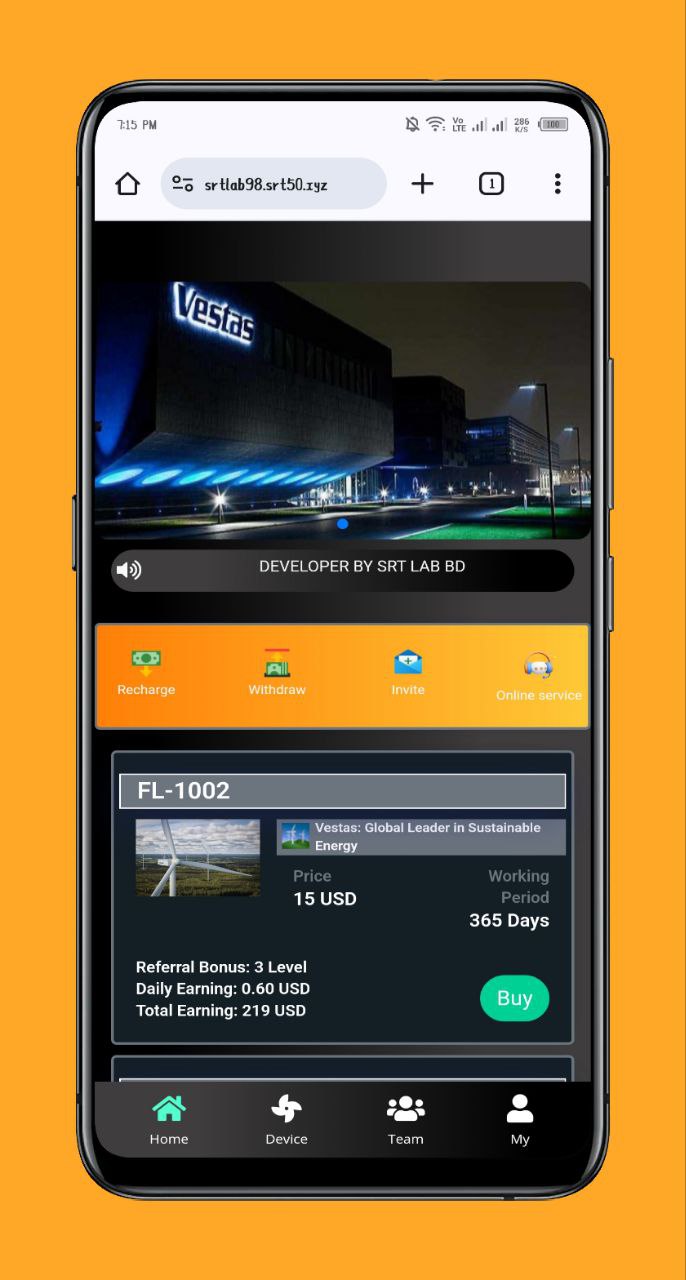 7:15 PM
Vo
LTE
286
K/S
100
srtlab98.srt50.xyz
1
Vestas
DEVELOPER BY SRT LAB BD
Recharge
Withdraw
Invite
Online service
FL-1002
Vestas: Global Leader in Sustainable
Energy
Price
15 USD
Working
Period
365 Days
Referral Bonus: 3 Level
Daily Earning: 0.60 USD
Total Earning: 219 USD
Buy
Home
Device
Team
My